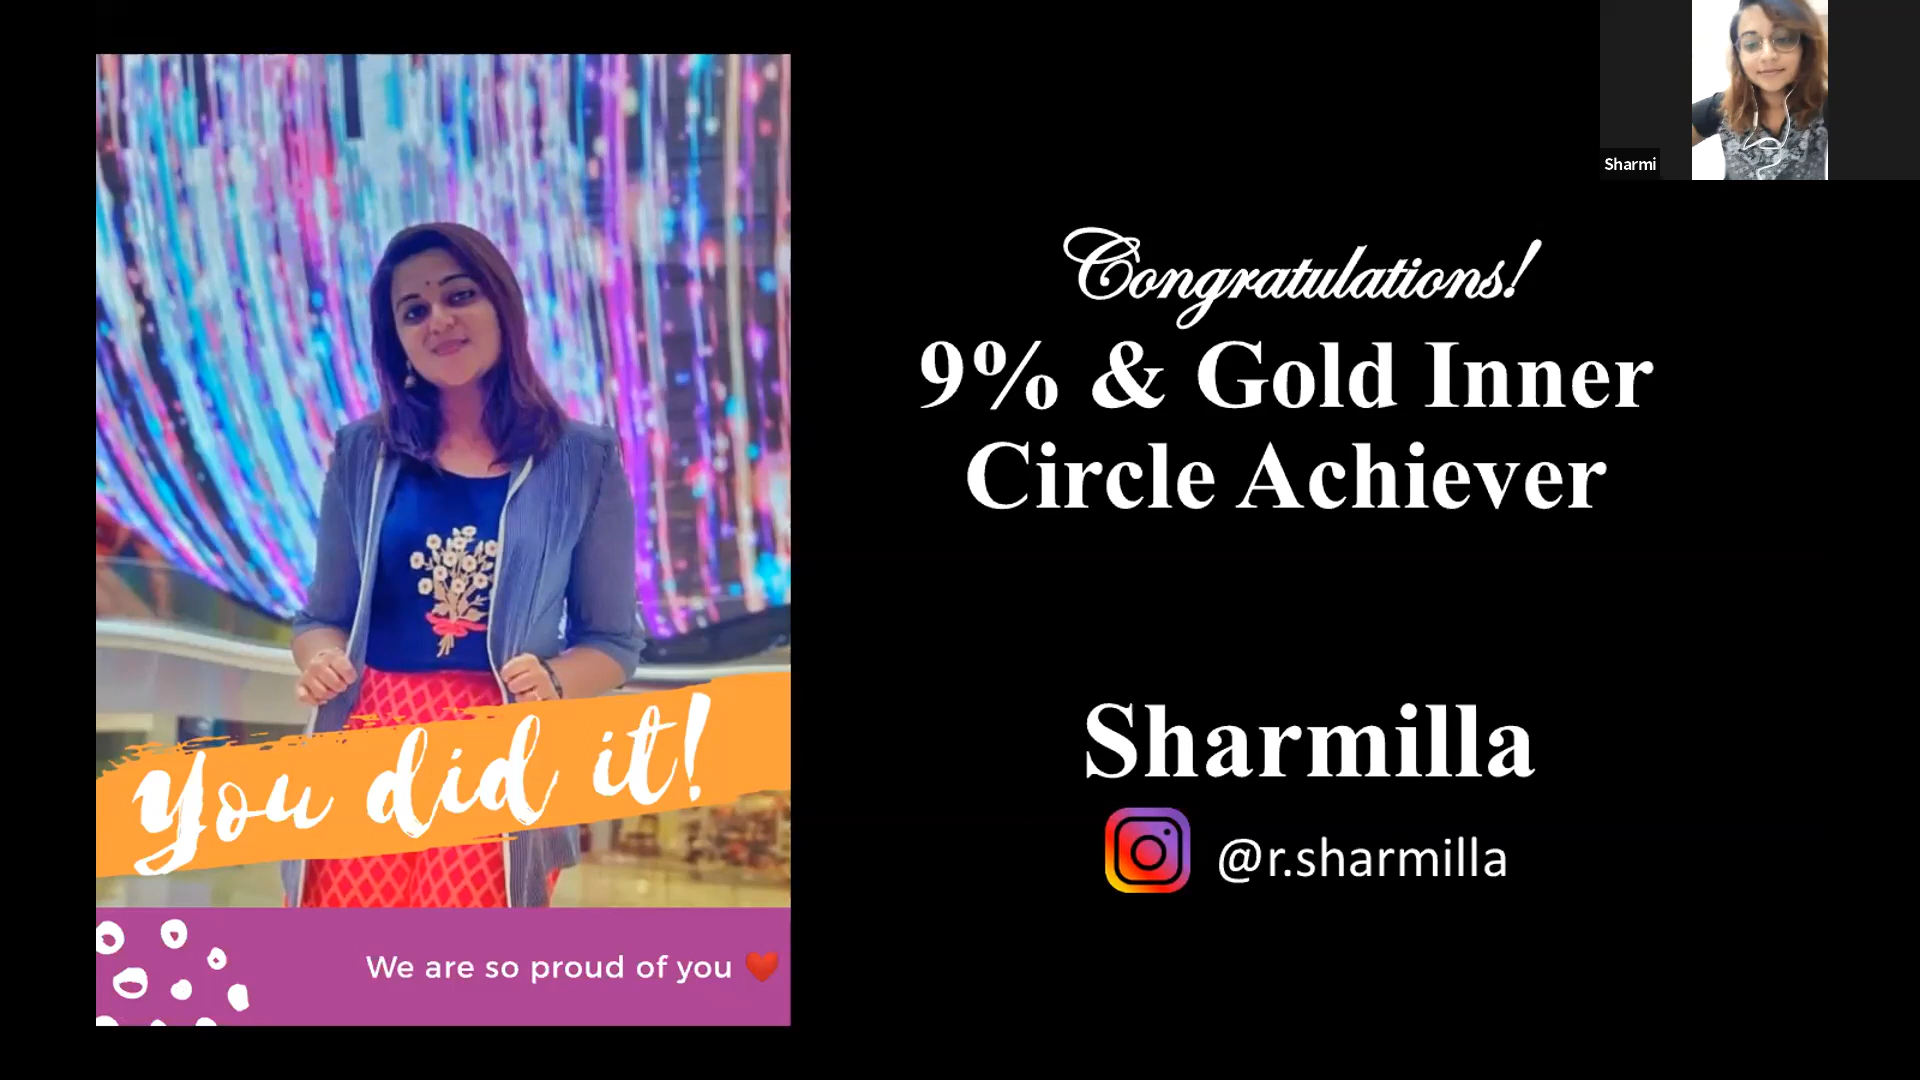 Sharmi
Congratulations!
9% & Gold Inner
Circle Achiever
Sharmilla
@r.sharmilla
You did it!
We are so proud of you ❤️